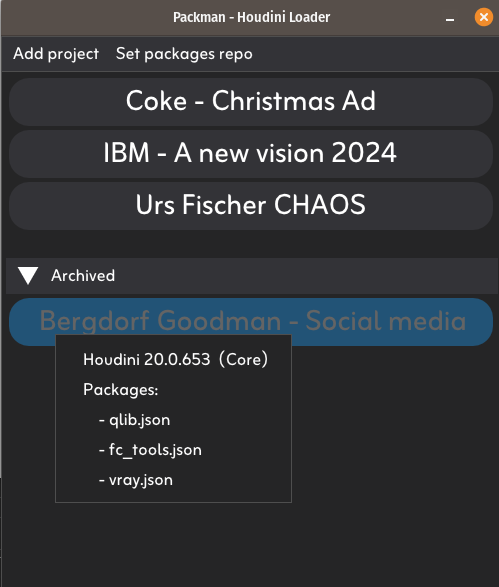 Packman - Houdini Loader
Add project Set packages repo
Coke - Christmas Ad
IBM - A new vision 2024
Urs Fischer CHAOS
Archived
Bergdorf Goodman - Social media
Houdini 20.0.653 (Core)
Packages:
- qlib.json
- fc_tools.json
- vray.json